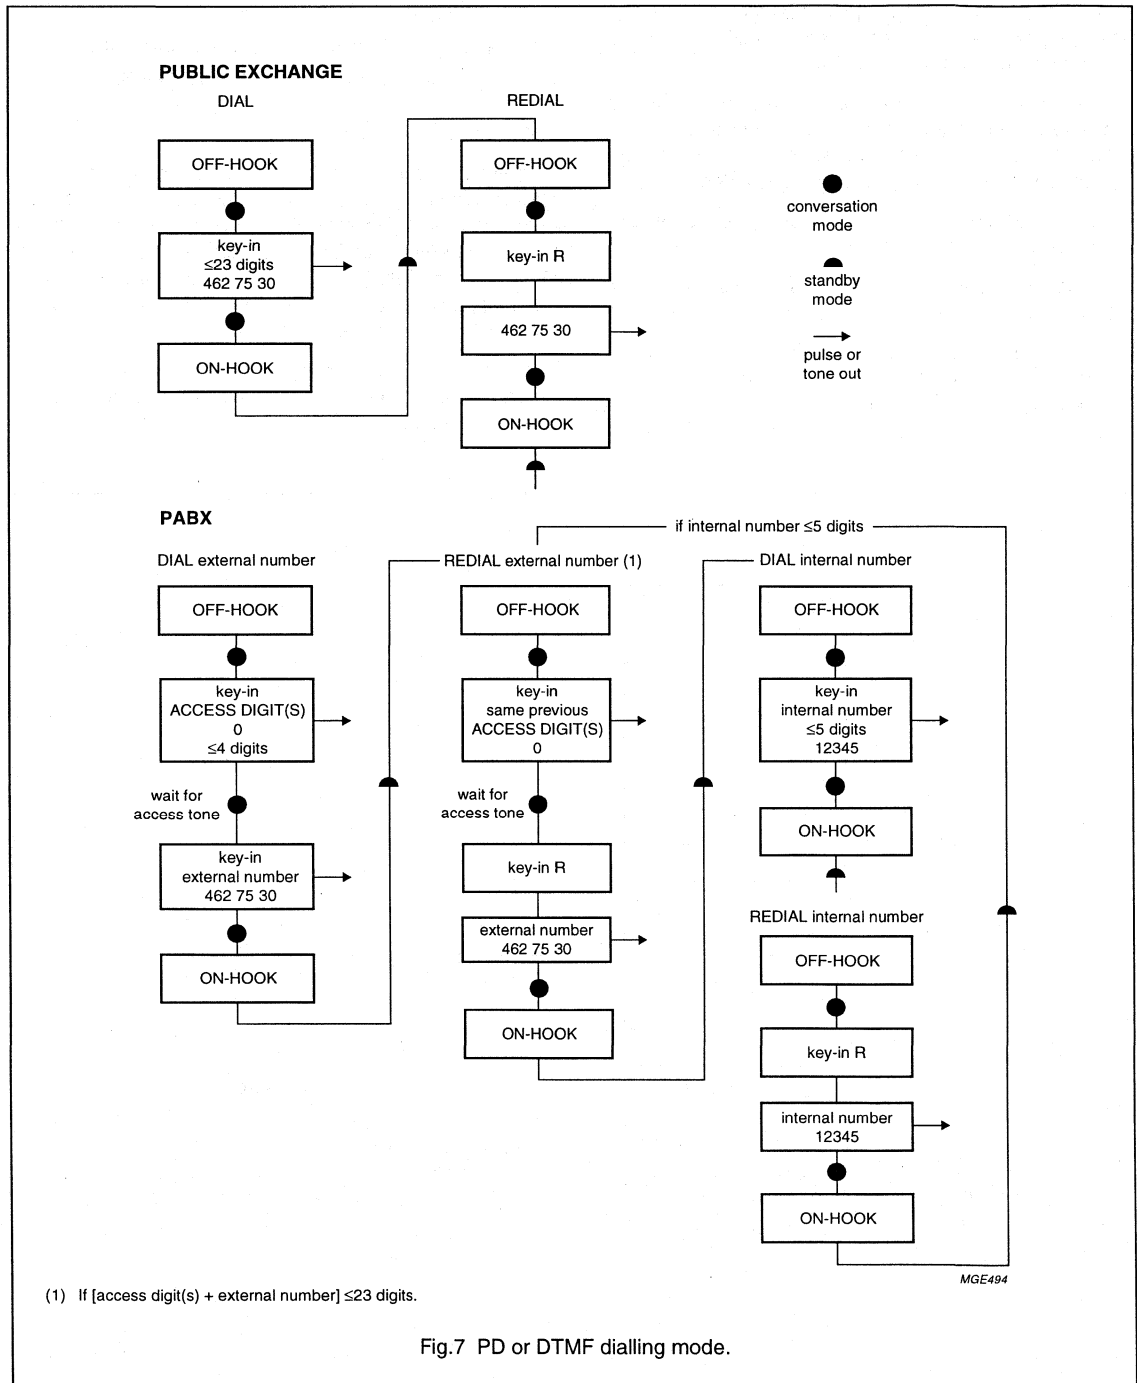 PUBLIC EXCHANGE
DIAL
REDIAL
OFF-HOOK
key-in
≤23 digits
462 75 30
ON-HOOK
OFF-HOOK
key-in R
462 75 30
ON-HOOK
conversation
mode
standby
mode
pulse or
tone out
PABX
if internal number ≤5 digits
DIAL external number
OFF-HOOK
key-in
ACCESS DIGIT(S)
0
≤4 digits
wait for
access tone
key-in
external number
462 75 30
ON-HOOK
REDIAL external number (1)
OFF-HOOK
key-in
same previous
ACCESS DIGIT(S)
0
wait for
access tone
key-in R
external number
462 75 30
ON-HOOK
DIAL internal number
OFF-HOOK
key-in
internal number
≤5 digits
12345
ON-HOOK
REDIAL internal number
OFF-HOOK
key-in R
internal number
12345
ON-HOOK
MGE494
(1) If [access digit(s) + external number] ≤23 digits.
Fig.7 PD or DTMF dialling mode.